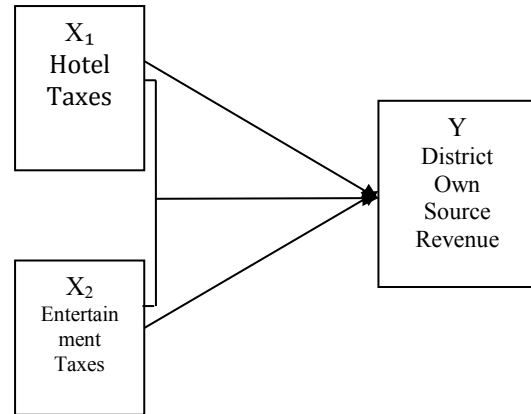 X₁
Hotel
Taxes
Y
District
Own
Source
Revenue
X₂
Entertain
ment
Taxes